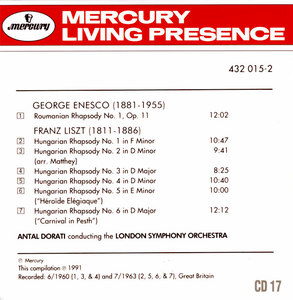 mercury
MERCURY
LIVING PRESENCE
432 015-2
GEORGE ENESCO (1881-1955)
1 Roumanian Rhapsody No. 1, Op. 11 12:02
FRANZ LISZT (1811-1886)
2 Hungarian Rhapsody No. 1 in F Minor 10:47
3 Hungarian Rhapsody No. 2 in D Minor 9:41
(arr. Matthey)
4 Hungarian Rhapsody No. 3 in D Major 8:25
5 Hungarian Rhapsody No. 4 in D Minor 10:40
6 Hungarian Rhapsody No. 5 in E Minor 10:00
("Héroïde Elégiaque")
7 Hungarian Rhapsody No. 6 in D Major 12:12
("Carnival in Pesth")
ANTAL DORATI conducting the LONDON SYMPHONY ORCHESTRA
Ⓟ Mercury
This compilation Ⓟ 1991
Recorded: 6/1960 (1, 3, & 4) and 7/1963 (2, 5, 6, & 7), Great Britain
CD 17